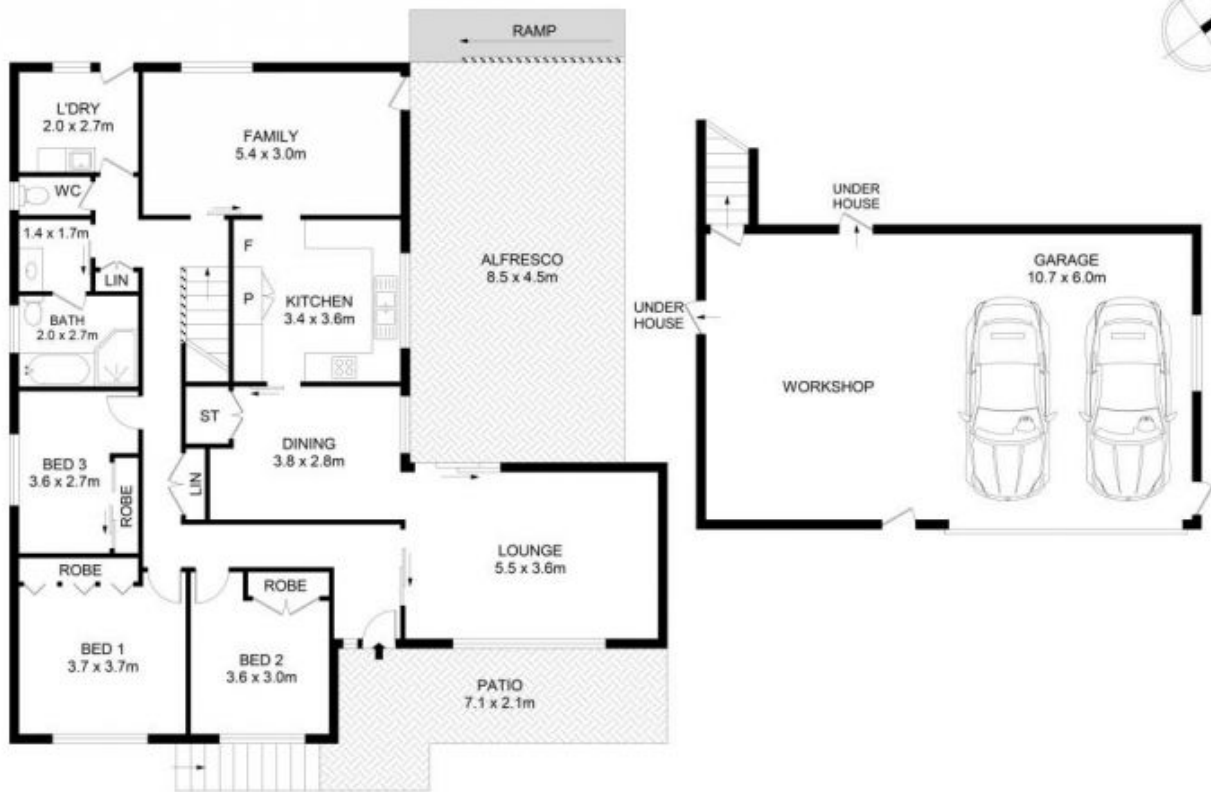 RAMP
L'DRY
2.0 x 2.7m
FAMILY
5.4 x 3.0m
WC
1.4 x 1.7m
LIN
F
P
KITCHEN
3.4 x 3.6m
ALFRESCO
8.5 x 4.5m
BATH
2.0 x 2.7m
ST
DINING
3.8 x 2.8m
BED 3
3.6 x 2.7m
ROBE
LIN
LOUNGE
5.5 x 3.6m
ROBE
ROBE
BED 1
3.7 x 3.7m
BED 2
3.6 x 3.0m
PATIO
7.1 x 2.1m
UNDER
HOUSE
GARAGE
10.7 x 6.0m
UNDER
HOUSE
WORKSHOP